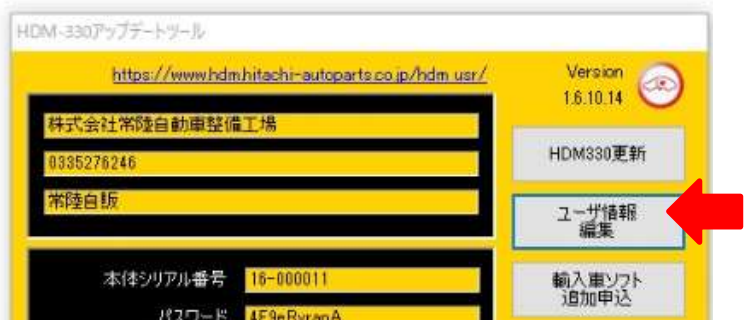 HDM-330アップデートツール
https://www.hdm.hitachi-autoparts.co.jp/hdm_usr/
Version
1.6.10.14
株式会社常陸自動車整備工場
0335276246
常陸自販
HDM330更新
ユーザ情報
編集
本体シリアル番号 16-000011
輸入車ソフト
追加申込
パスワード